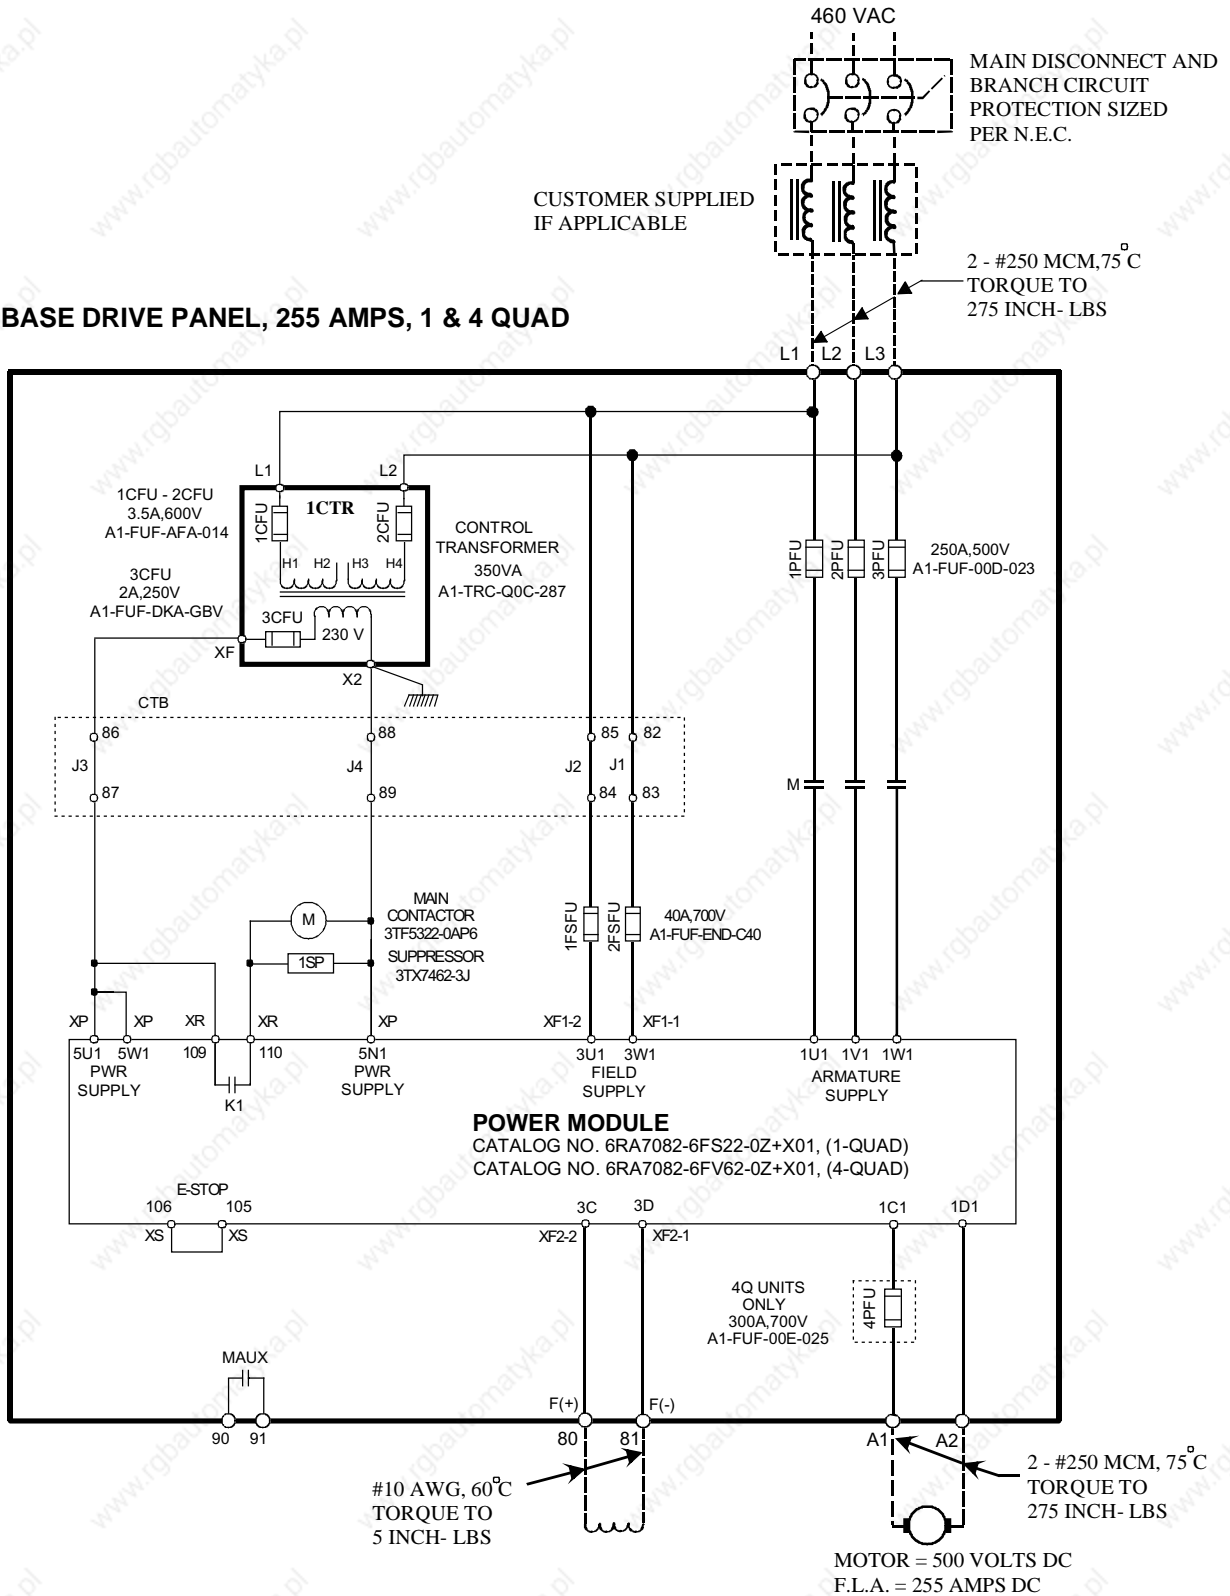 460 VAC
MAIN DISCONNECT AND
BRANCH CIRCUIT
PROTECTION SIZED
PER N.E.C.
CUSTOMER SUPPLIED
IF APPLICABLE
2 - #250 MCM,75°C
TORQUE TO
275 INCH- LBS
BASE DRIVE PANEL, 255 AMPS, 1 & 4 QUAD
L1 L2 L3
L1 L2
1CFU - 2CFU
3.5A,600V
A1-FUF-AFA-014
1CFU
1CTR
2CFU
CONTROL
TRANSFORMER
350VA
A1-TRC-Q0C-287
H1 H2 H3 H4
3CFU
2A,250V
A1-FUF-DKA-GBV
3CFU
230 V
XF
X2
1PFU 2PFU 3PFU
250A,500V
A1-FUF-00D-023
CTB
86 88 85 82
J3 J4 J2 J1
87 89 84 83
M
M
MAIN
CONTACTOR
3TF5322-0AP6
1SP
SUPPRESSOR
3TX7462-3J
1FSFU 2FSFU
40A,700V
A1-FUF-END-C40
XP XP XR XR XP XF1-2 XF1-1
5U1 5W1 109 110 5N1 3U1 3W1 1U1 1V1 1W1
PWR
SUPPLY
K1
PWR
SUPPLY
FIELD
SUPPLY
ARMATURE
SUPPLY
POWER MODULE
CATALOG NO. 6RA7082-6FS22-0Z+X01, (1-QUAD)
CATALOG NO. 6RA7082-6FV62-0Z+X01, (4-QUAD)
E-STOP
106 105
XS XS
3C 3D 1C1 1D1
XF2-2 XF2-1
4Q UNITS
ONLY
300A,700V
A1-FUF-00E-025
4PFU
MAUX
90 91
F(+) F(-)
80 81
A1 A2
#10 AWG, 60°C
TORQUE TO
5 INCH- LBS
2 - #250 MCM, 75°C
TORQUE TO
275 INCH- LBS
MOTOR = 500 VOLTS DC
F.L.A. = 255 AMPS DC
www.rgbautomatyka.pl